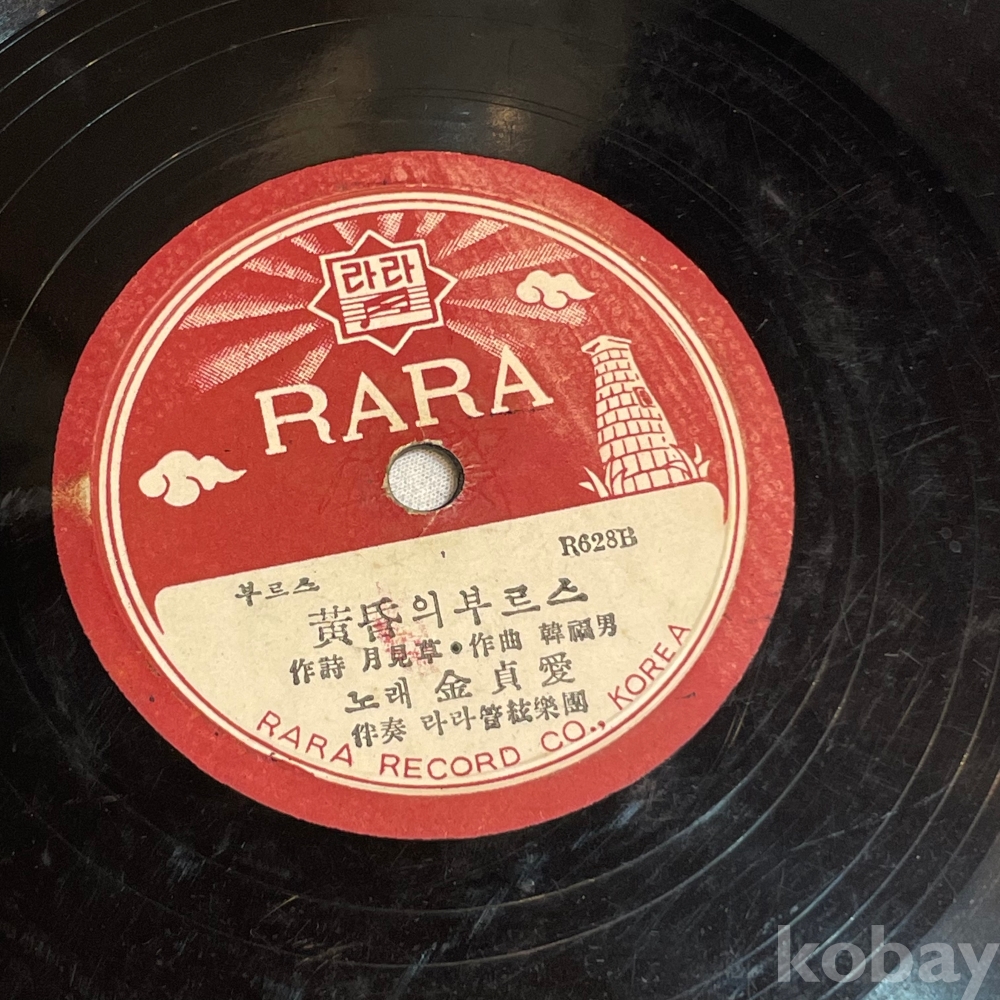 라라
RARA
R628B
부르스
黃昏의부르스
作詩 月見草•作曲 韓福男
노래 金貞愛
伴奏 라라管絃樂團
RARA RECORD CO., KOREA
kobay